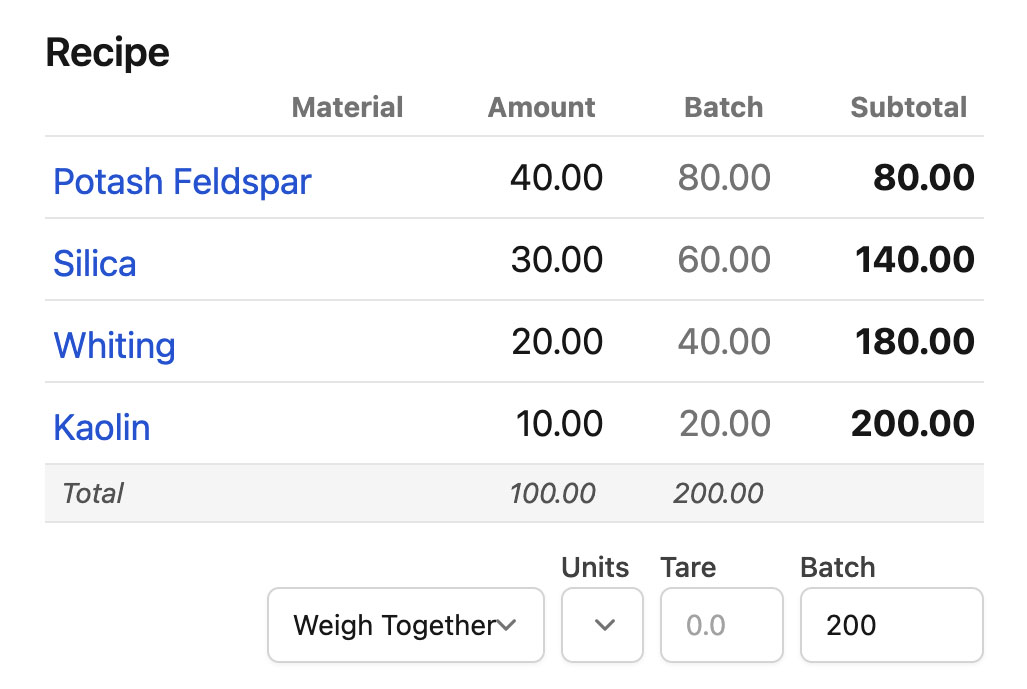 Recipe
Material Amount Batch Subtotal
Potash Feldspar 40.00 80.00 80.00
Silica 30.00 60.00 140.00
Whiting 20.00 40.00 180.00
Kaolin 10.00 20.00 200.00
Total 100.00 200.00
Units Tare Batch
Weigh Together 0.0 200